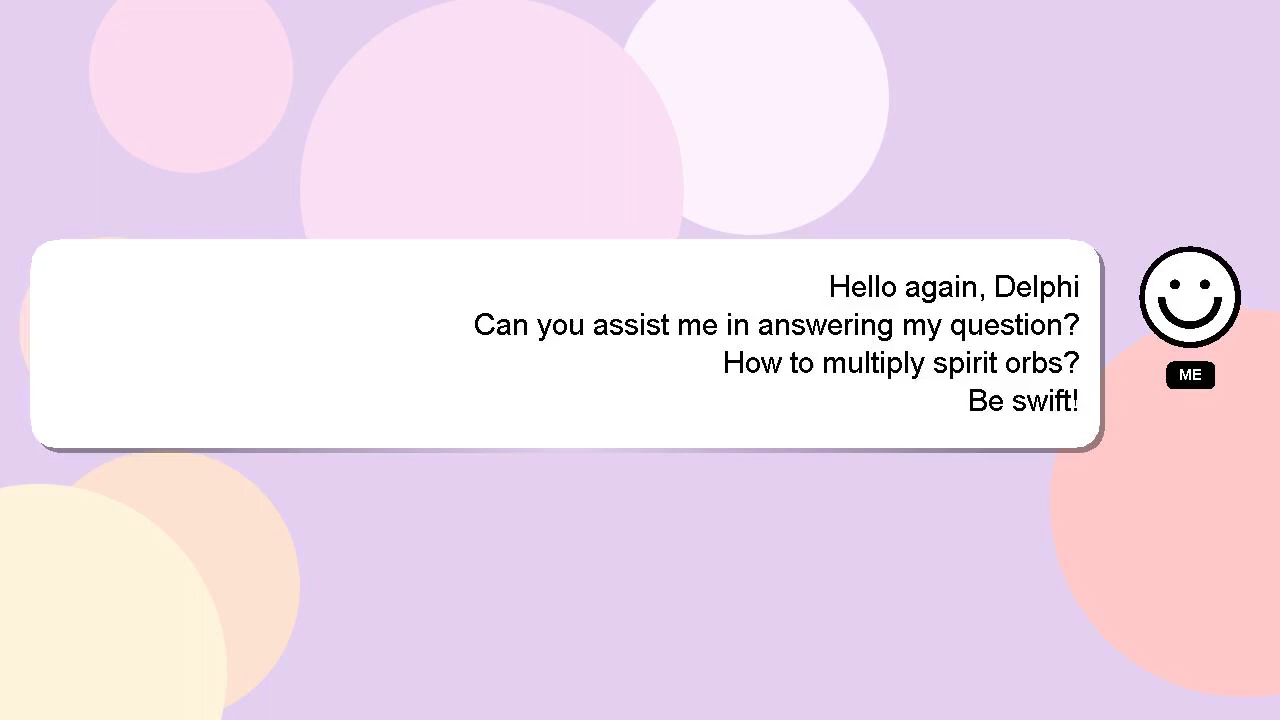 Hello again, Delphi
Can you assist me in answering my question?
How to multiply spirit orbs?
Be swift!
ME